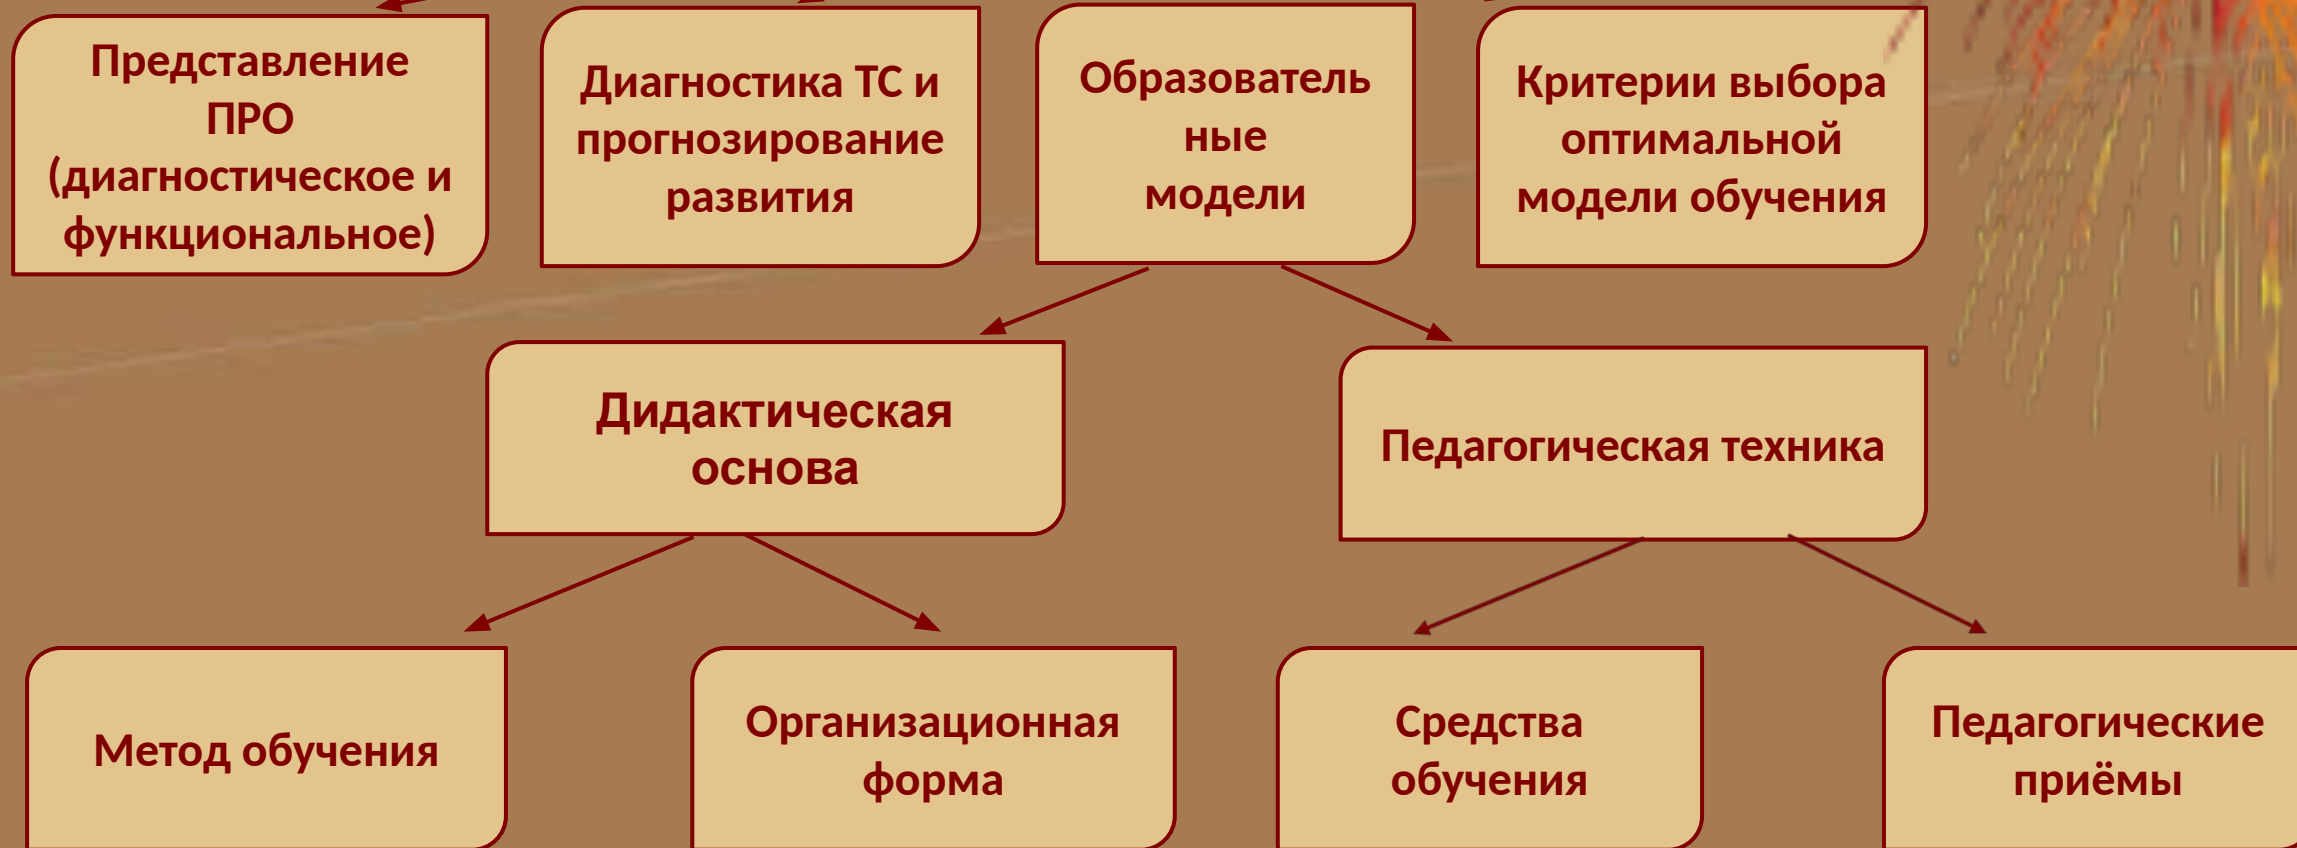 Представление
ПРО
(диагностическое и
функциональное)
Диагностика ТС и
прогнозирование
развития
Образователь
ные
модели
Критерии выбора
оптимальной
модели обучения
Дидактическая
основа
Педагогическая техника
Метод обучения
Организационная
форма
Средства
обучения
Педагогические
приёмы